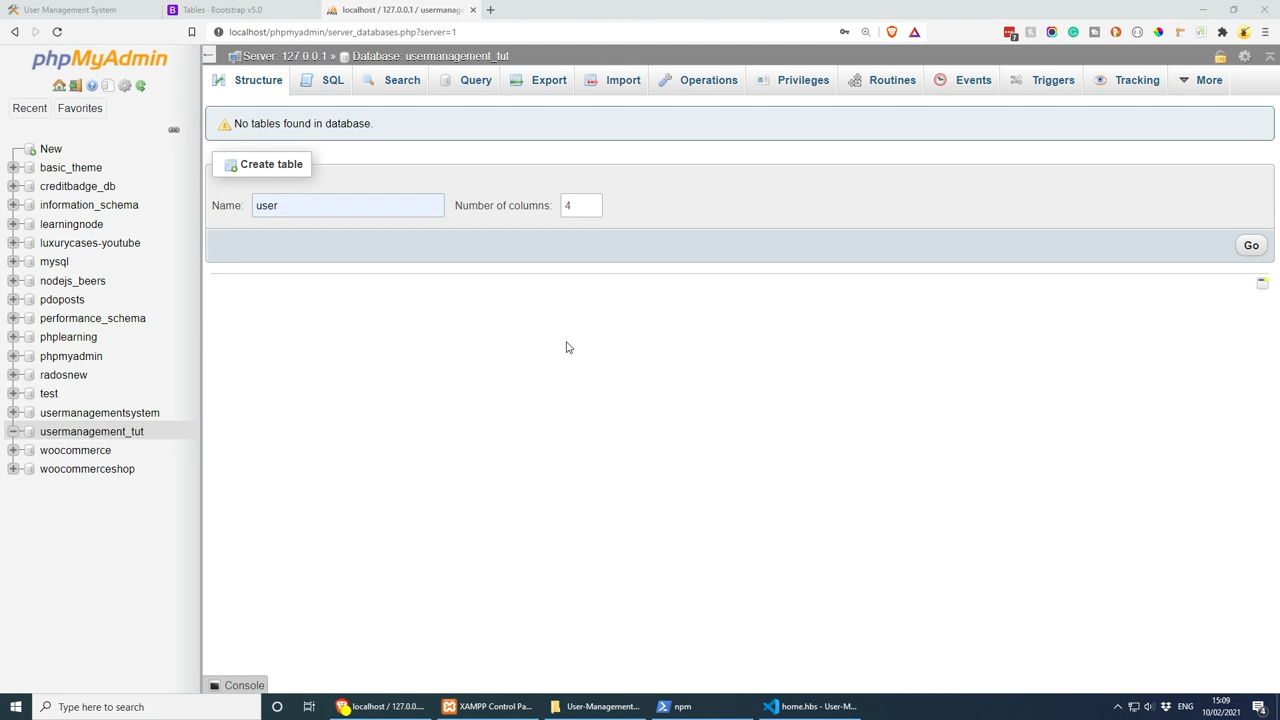 User Management System
Tables · Bootstrap v5.0
localhost / 127.0.0.1 / usermanage
localhost/phpmyadmin/server_databases.php?server=1
phpMyAdmin
Server: 127.0.0.1 » Database: usermanagement_tut
Structure SQL Search Query Export Import Operations Privileges Routines Events Triggers Tracking More
Recent Favorites
New
basic_theme
creditbadge_db
information_schema
learningnode
luxurycases-youtube
mysql
nodejs_beers
pdoposts
performance_schema
phplearning
phpmyadmin
radosnew
test
usermanagementsystem
usermanagement_tut
woocommerce
woocommerceshop
No tables found in database.
Create table
Name: user Number of columns: 4
Go
Console
Type here to search
localhost / 127.0.0....
XAMPP Control Pa...
User-Management...
npm
home.hbs - User-M...
15:09
10/02/2021
4